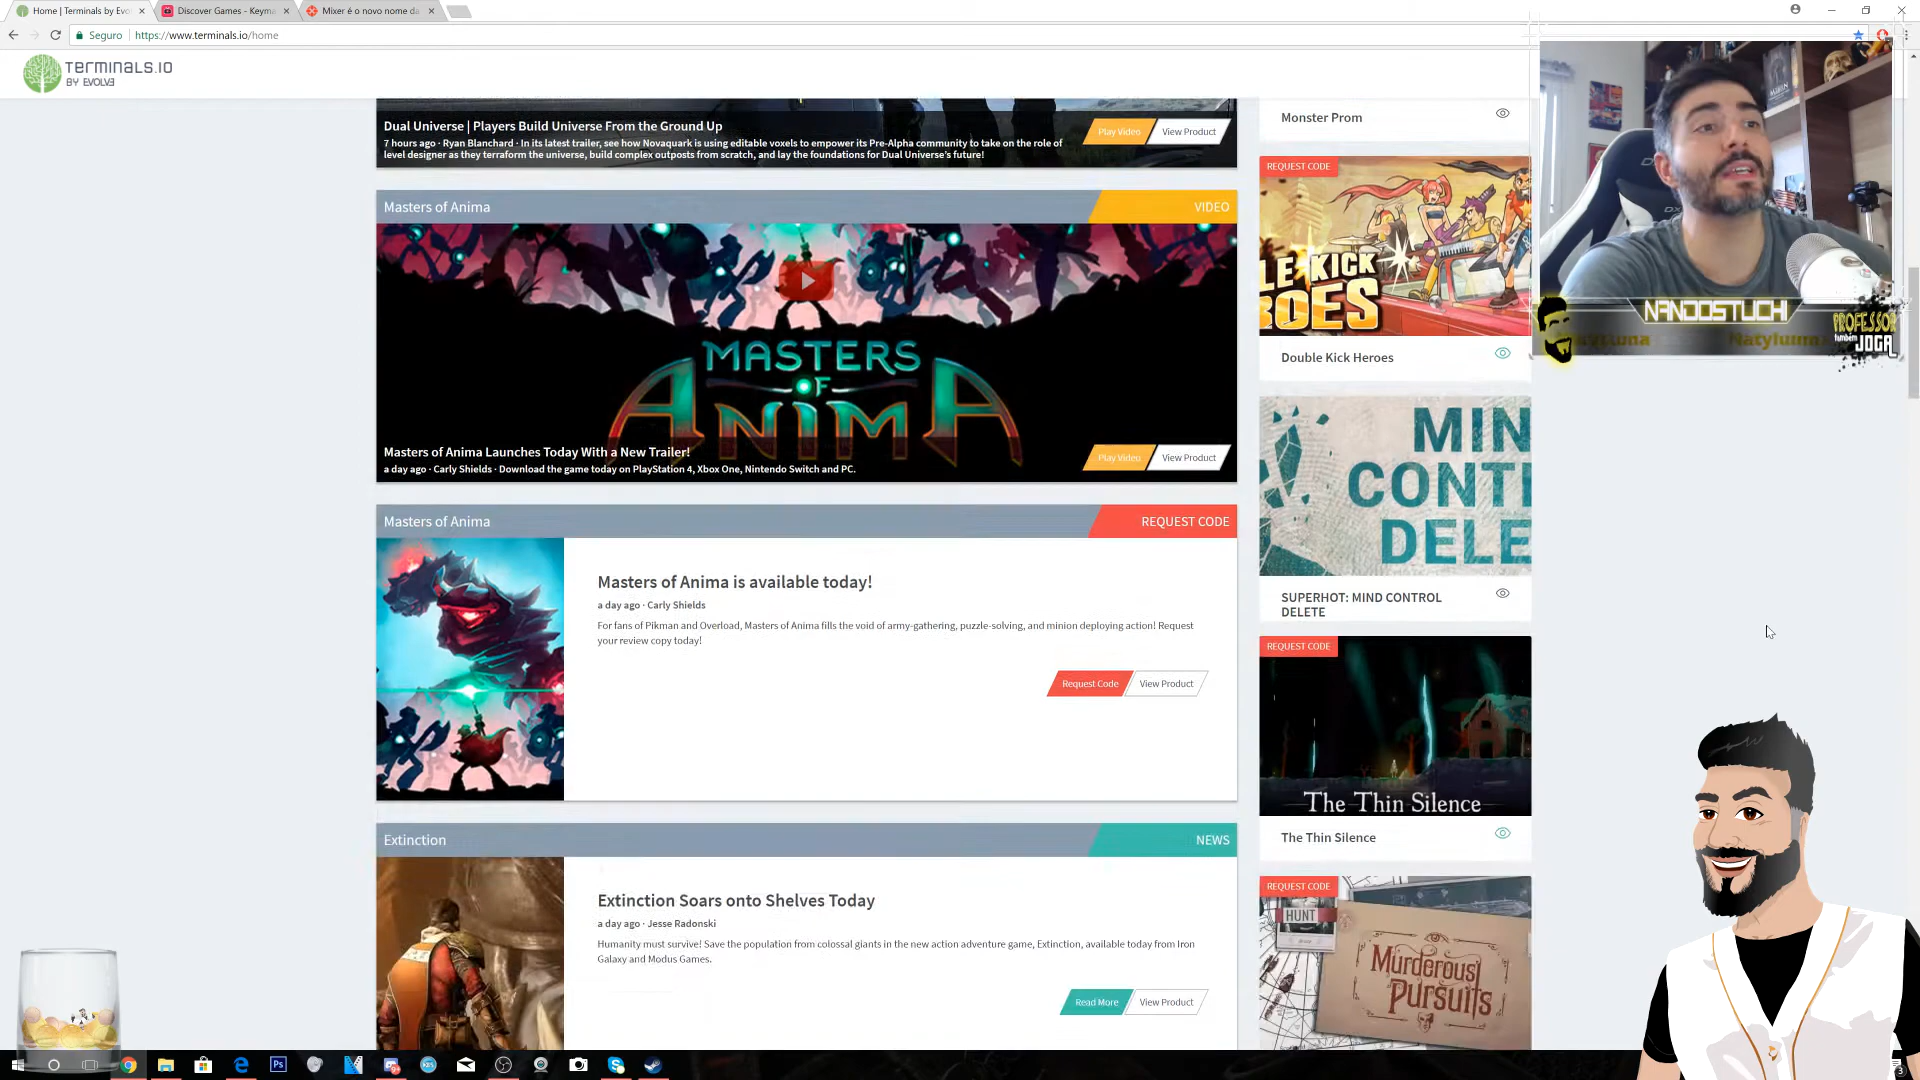 Home | Terminals by Evo
Discover Games - Keyma
Mixer é o novo nome da
Seguro
https://www.terminals.io/home
TERMINALS.IO
BY EVOLVE
Dual Universe | Players Build Universe From the Ground Up
7 hours ago · Ryan Blanchard · In its latest trailer, see how Novaquark is using editable voxels to empower its Pre-Alpha community to take on the role of
level designer as they terraform the universe, build complex outposts from scratch, and lay the foundations for Dual Universe's future!
Play Video
View Product
Masters of Anima
VIDEO
MASTERS
OF
ANIMA
Masters of Anima Launches Today With a New Trailer!
a day ago · Carly Shields · Download the game today on PlayStation 4, Xbox One, Nintendo Switch and PC.
Play Video
View Product
Masters of Anima
REQUEST CODE
Masters of Anima is available today!
a day ago · Carly Shields
For fans of Pikman and Overload, Masters of Anima fills the void of army-gathering, puzzle-solving, and minion deploying action! Request
your review copy today!
Request Code
View Product
Extinction
NEWS
Extinction Soars onto Shelves Today
a day ago · Jesse Radonski
Humanity must survive! Save the population from colossal giants in the new action adventure game, Extinction, available today from Iron
Galaxy and Modus Games.
Read More
View Product
Monster Prom
REQUEST CODE
LE KICK
ROES
Double Kick Heroes
MIN
CONT
DELE
SUPERHOT: MIND CONTROL
DELETE
REQUEST CODE
The Thin Silence
The Thin Silence
REQUEST CODE
HUNT
Murderous
Pursuits
NANDOSTUCHI
PROFESSOR
também
JOGA
Ps
3